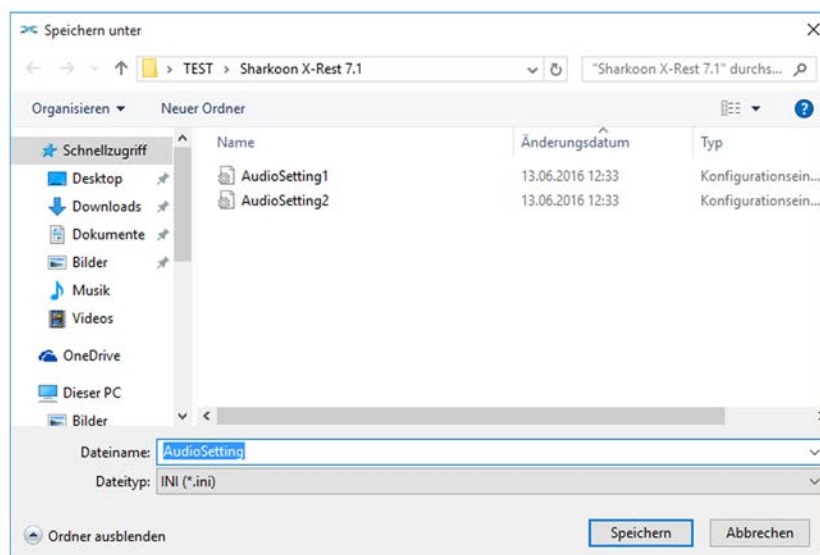 Speichern unter
TEST › Sharkoon X-Rest 7.1
"Sharkoon X-Rest 7.1" durchs...
Organisieren
Neuer Ordner
Name
Änderungsdatum
Typ
Schnellzugriff
Desktop
Downloads
Dokumente
Bilder
Musik
Videos
OneDrive
Dieser PC
Bilder
AudioSetting1 13.06.2016 12:33 Konfigurationsein...
AudioSetting2 13.06.2016 12:33 Konfigurationsein...
Dateiname: AudioSetting
Dateityp: INI (*.ini)
Ordner ausblenden
Speichern
Abbrechen